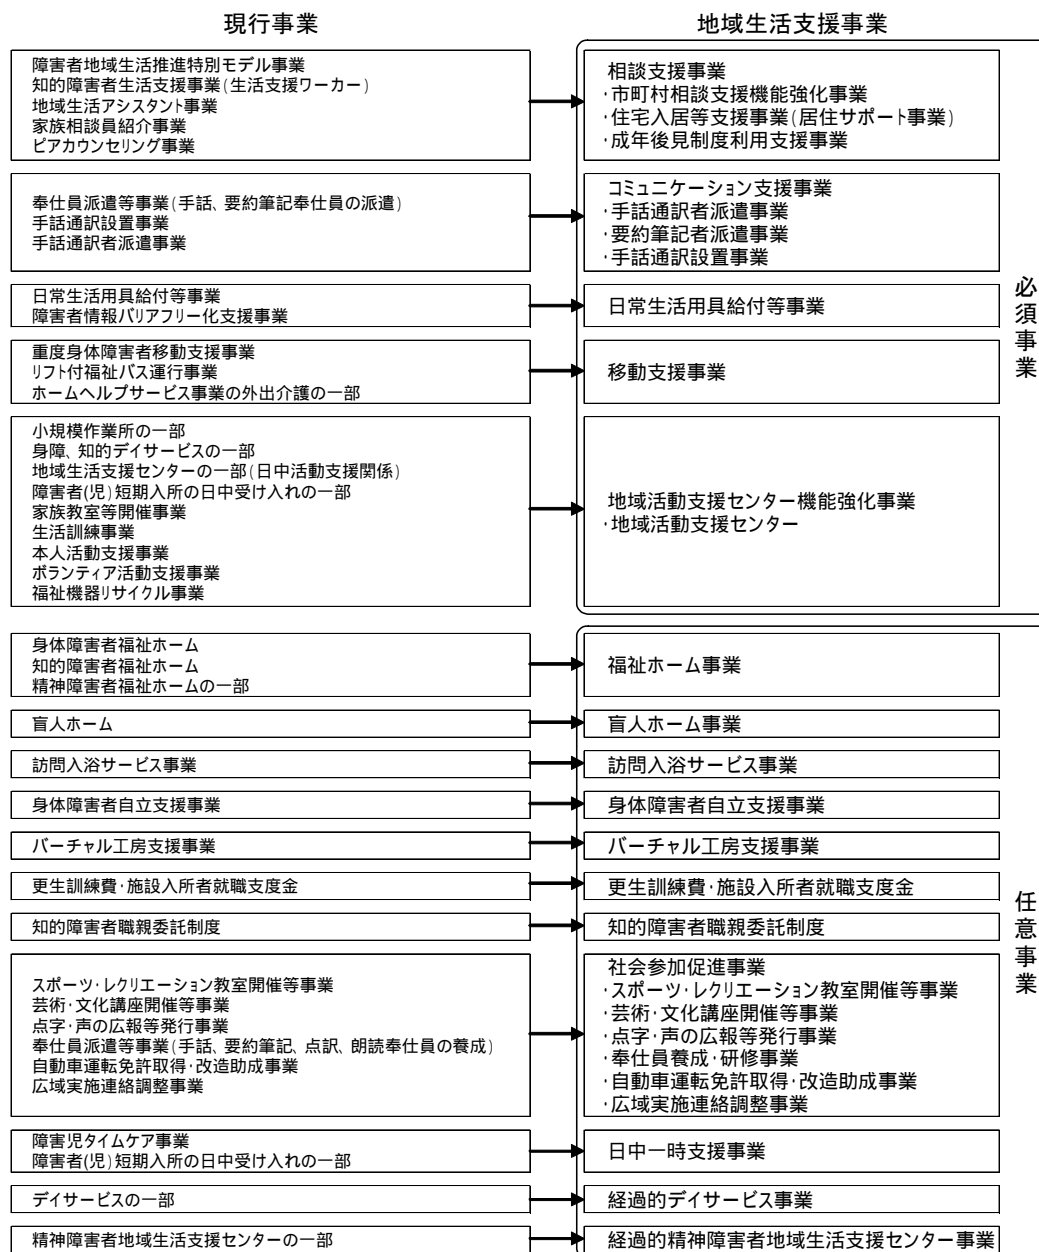 現行事業
地域生活支援事業
障害者地域生活推進特別モデル事業
知的障害者生活支援事業(生活支援ワーカー)
地域生活アシスタント事業
家族相談員紹介事業
ピアカウンセリング事業
相談支援事業
・市町村相談支援機能強化事業
・住宅入居等支援事業(居住サポート事業)
・成年後見制度利用支援事業
奉仕員派遣等事業(手話、要約筆記奉仕員の派遣)
手話通訳設置事業
手話通訳者派遣事業
コミュニケーション支援事業
・手話通訳者派遣事業
・要約筆記者派遣事業
・手話通訳設置事業
日常生活用具給付等事業
障害者情報バリアフリー化支援事業
日常生活用具給付等事業
重度身体障害者移動支援事業
リフト付福祉バス運行事業
ホームヘルプサービス事業の外出介護の一部
移動支援事業
小規模作業所の一部
身障、知的デイサービスの一部
地域生活支援センターの一部(日中活動支援関係)
障害者(児)短期入所の日中受け入れの一部
家族教室等開催事業
生活訓練事業
本人活動支援事業
ボランティア活動支援事業
福祉機器リサイクル事業
地域活動支援センター機能強化事業
・地域活動支援センター
必須事業
身体障害者福祉ホーム
知的障害者福祉ホーム
精神障害者福祉ホームの一部
福祉ホーム事業
盲人ホーム
盲人ホーム事業
訪問入浴サービス事業
訪問入浴サービス事業
身体障害者自立支援事業
身体障害者自立支援事業
バーチャル工房支援事業
バーチャル工房支援事業
更生訓練費・施設入所者就職支度金
更生訓練費・施設入所者就職支度金
知的障害者職親委託制度
知的障害者職親委託制度
スポーツ・レクリエーション教室開催等事業
芸術・文化講座開催等事業
点字・声の広報等発行事業
奉仕員派遣等事業(手話、要約筆記、点訳、朗読奉仕員の養成)
自動車運転免許取得・改造助成事業
広域実施連絡調整事業
社会参加促進事業
・スポーツ・レクリエーション教室開催等事業
・芸術・文化講座開催等事業
・点字・声の広報等発行事業
・奉仕員養成・研修事業
・自動車運転免許取得・改造助成事業
・広域実施連絡調整事業
障害児タイムケア事業
障害者(児)短期入所の日中受け入れの一部
日中一時支援事業
デイサービスの一部
経過的デイサービス事業
精神障害者地域生活支援センターの一部
経過的精神障害者地域生活支援センター事業
任意事業